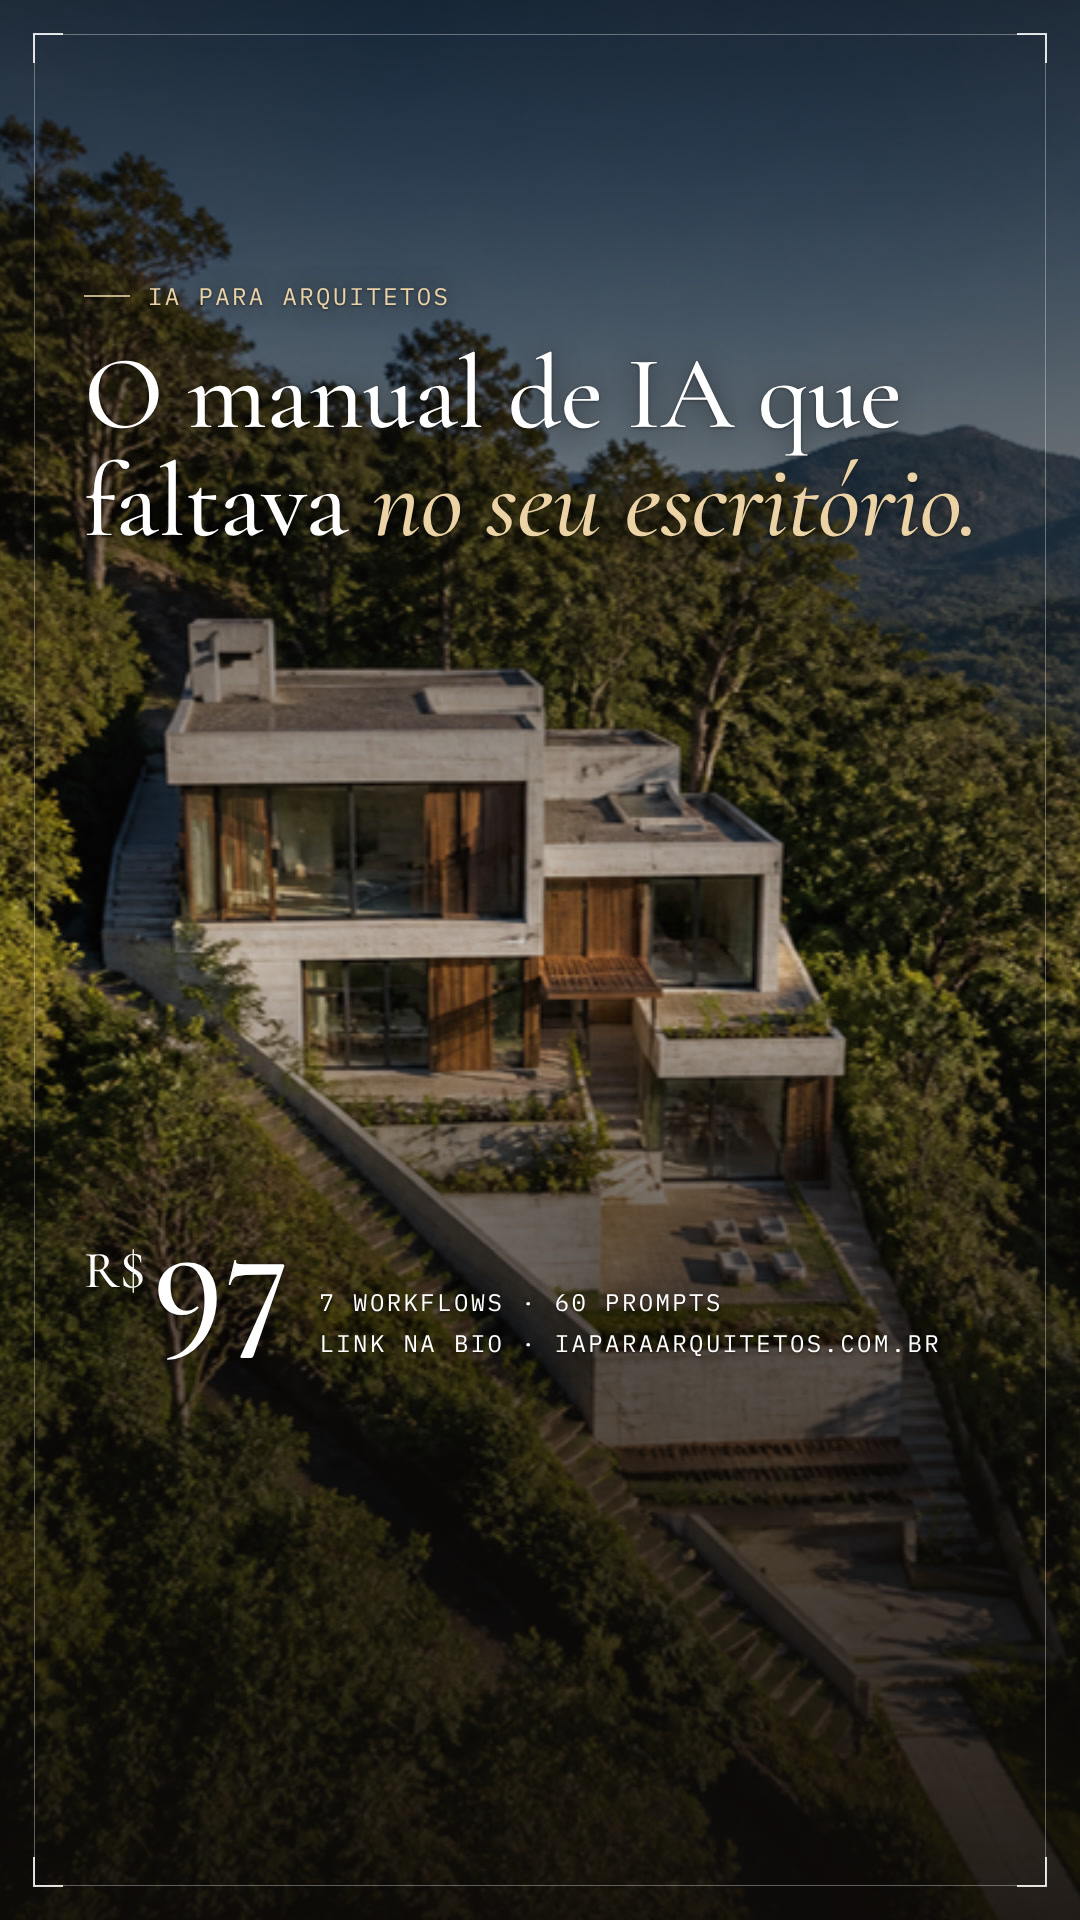 IA PARA ARQUITETOS
O manual de IA que
faltava no seu escritório.
R$ 97
7 WORKFLOWS · 60 PROMPTS
LINK NA BIO · IAPARAARQUITETOS.COM.BR